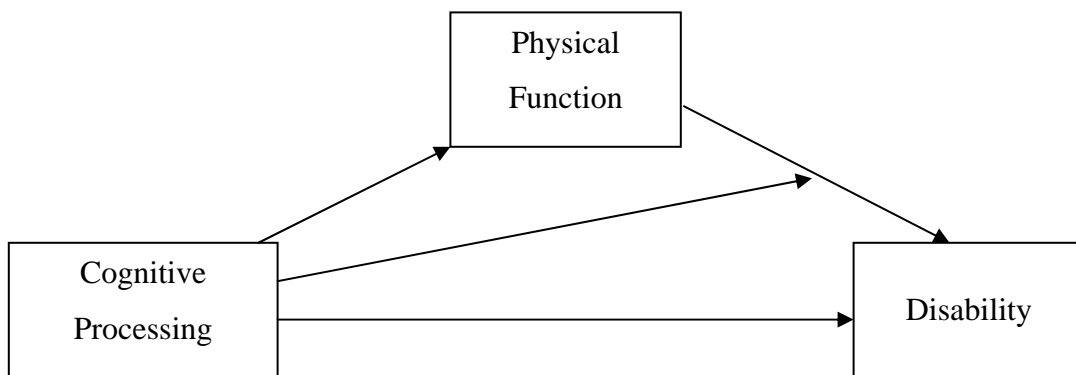 Physical
Function
Cognitive
Processing
Disability